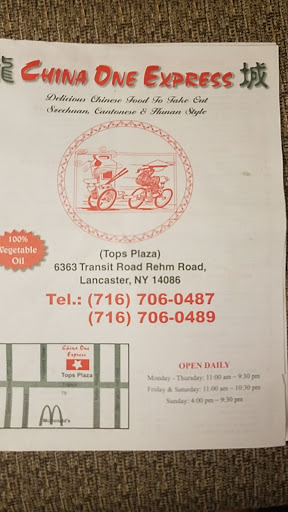 龍 CHINA ONE EXPRESS 城
Delicious Chinese Food To Take Out
Szechuan, Cantonese & Hunan Style
100%
Vegetable
Oil
(Tops Plaza)
6363 Transit Road Rehm Road,
Lancaster, NY 14086
Tel.: (716) 706-0487
(716) 706-0489
China One
Express
Tops Plaza
78
McDonald's
OPEN DAILY
Monday - Thursday: 11:00 am ~ 9:30 pm
Friday & Saturday: 11:00 am ~ 10:30 pm
Sunday: 4:00 pm ~ 9:30 pm